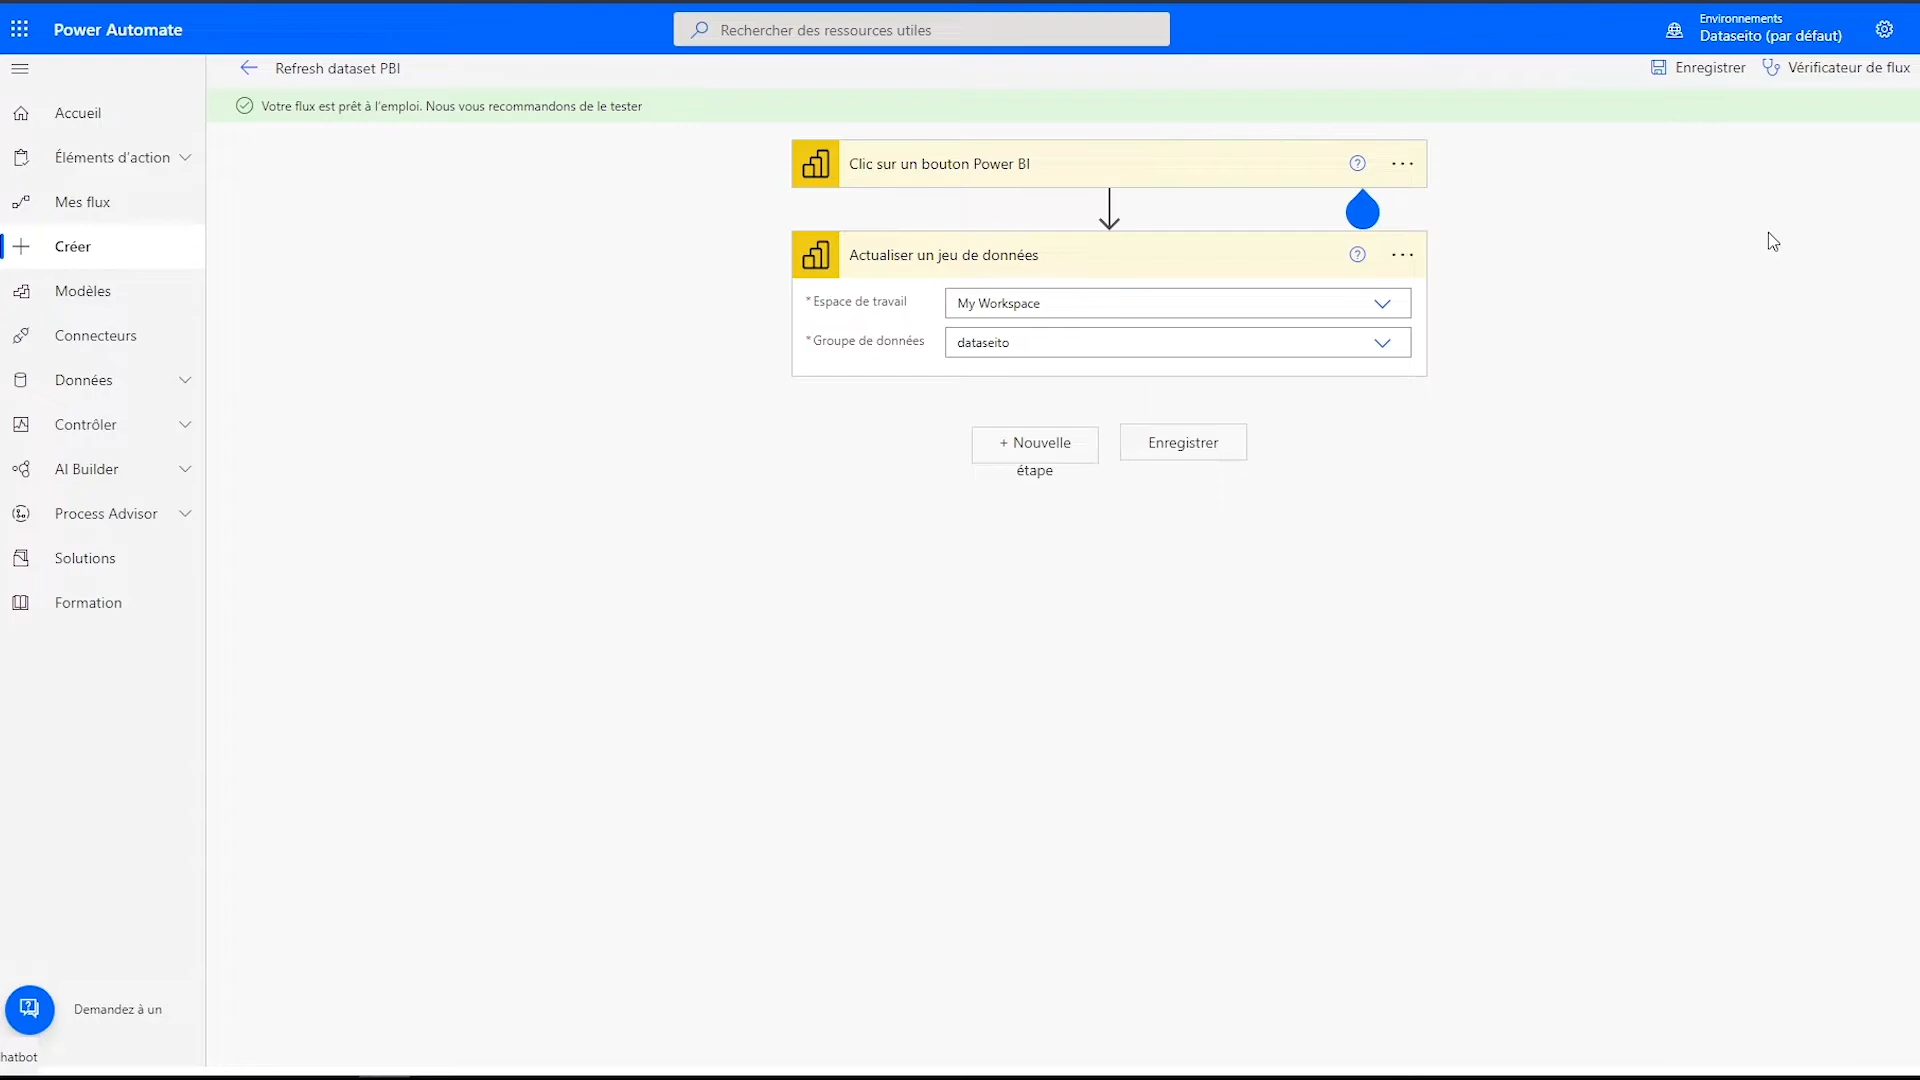 Power Automate
Rechercher des ressources utiles
Environnements
Dataseito (par défaut)
Refresh dataset PBI
Enregistrer
Vérificateur de flux
Votre flux est prêt à l'emploi. Nous vous recommandons de le tester
Accueil
Éléments d'action
Mes flux
Créer
Modèles
Connecteurs
Données
Contrôler
AI Builder
Process Advisor
Solutions
Formation
Clic sur un bouton Power BI
Actualiser un jeu de données
* Espace de travail
My Workspace
* Groupe de données
dataseito
+ Nouvelle
étape
Enregistrer
Demandez à un
hatbot